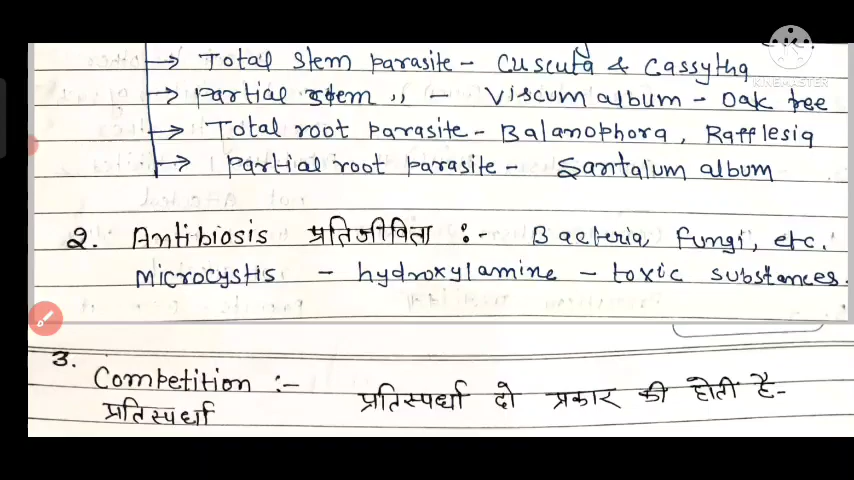 → Total stem parasite - Cuscuta & Cassytha
→ partial stem ,, - Viscum album - Oak tree
→ Total root parasite - Balanophora, Rafflesia
→ partial root parasite - Santalum album
2. Antibiosis प्रतिजीविता :- Bacteria fungi, etc.
Microcystis - hydroxylamine - toxic substances.
3. Competition :- प्रतिस्पर्धा दो प्रकार की होती है-
प्रतिस्पर्धा
KINEMASTER